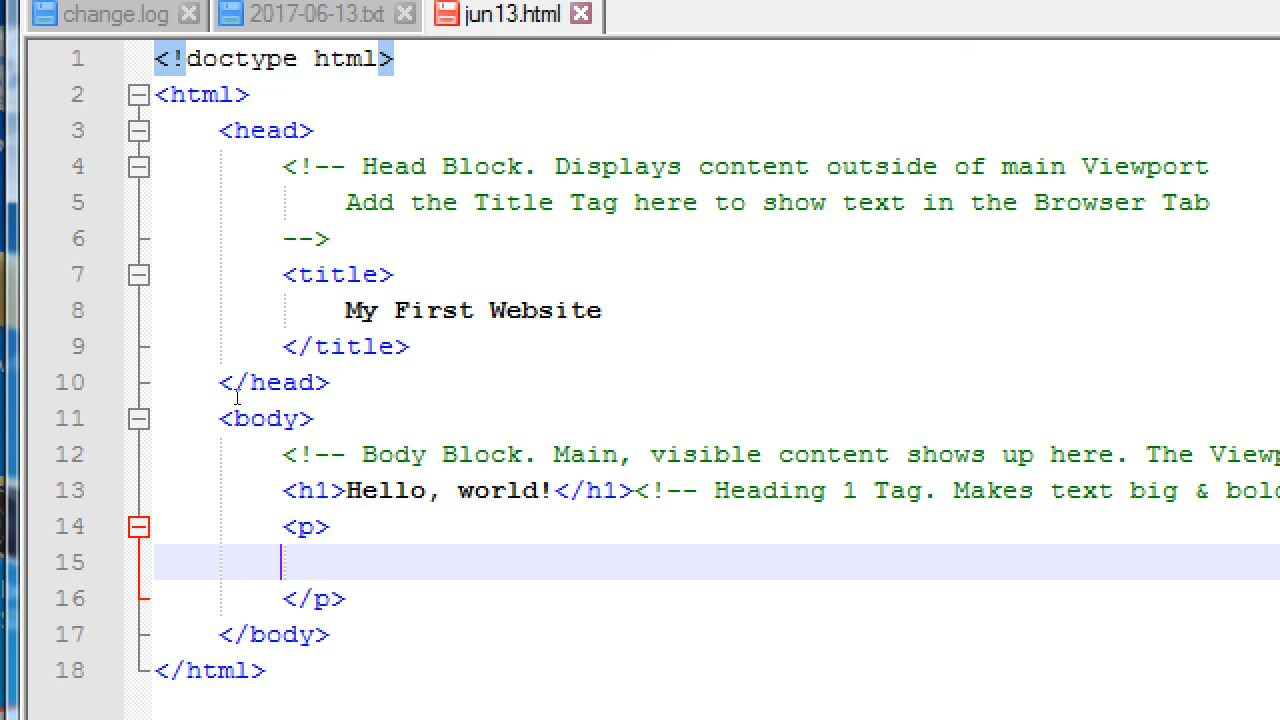 change.log 2017-06-13.txt jun13.html
1 <!doctype html>
2 <html>
3 <head>
4 <!-- Head Block. Displays content outside of main Viewport
5 Add the Title Tag here to show text in the Browser Tab
6 -->
7 <title>
8 My First Website
9 </title>
10 </head>
11 <body>
12 <!-- Body Block. Main, visible content shows up here. The
13 <h1>Hello, world!</h1><!-- Heading 1 Tag. Makes text big &
14 <p>
15
16 </p>
17 </body>
18 </html>